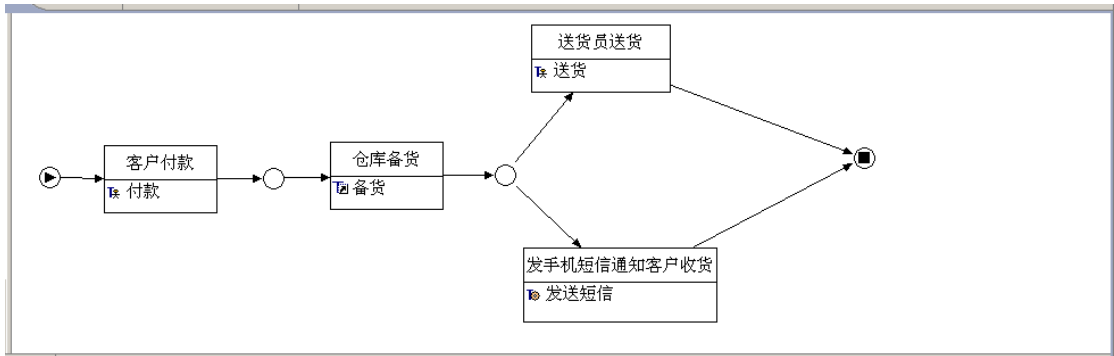 客户付款
付款
仓库备货
备货
送货员送货
送货
发手机短信通知客户收货
发送短信